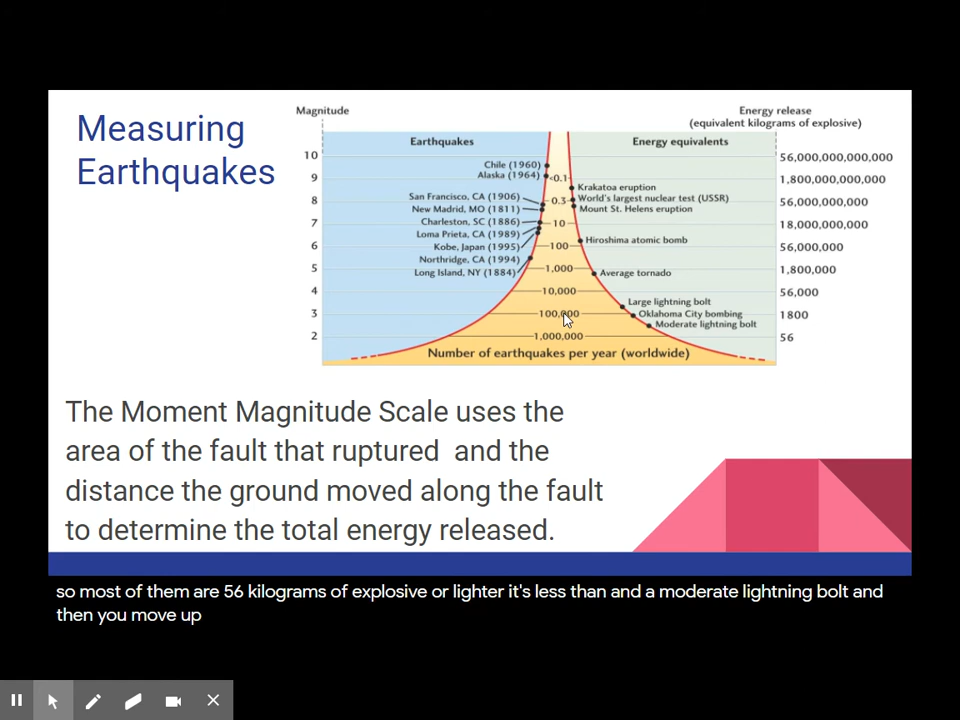 Measuring
Earthquakes
Magnitude
Energy release
(equivalent kilograms of explosive)
Earthquakes
Energy equivalents
10
9
8
7
6
5
4
3
2
Chile (1960)
Alaska (1964)
San Francisco, CA (1906)
New Madrid, MO (1811)
Charleston, SC (1886)
Loma Prieta, CA (1989)
Kobe, Japan (1995)
Northridge, CA (1994)
Long Island, NY (1884)
<0.1
0.3
10
100
1,000
10,000
100,000
1,000,000
Number of earthquakes per year (worldwide)
Krakatoa eruption
World's largest nuclear test (USSR)
Mount St. Helens eruption
Hiroshima atomic bomb
Average tornado
Large lightning bolt
Oklahoma City bombing
Moderate lightning bolt
56,000,000,000,000
1,800,000,000,000
56,000,000,000
18,000,000,000
56,000,000
1,800,000
56,000
1800
56
The Moment Magnitude Scale uses the
area of the fault that ruptured and the
distance the ground moved along the fault
to determine the total energy released.
so most of them are 56 kilograms of explosive or lighter it's less than and a moderate lightning bolt and
then you move up